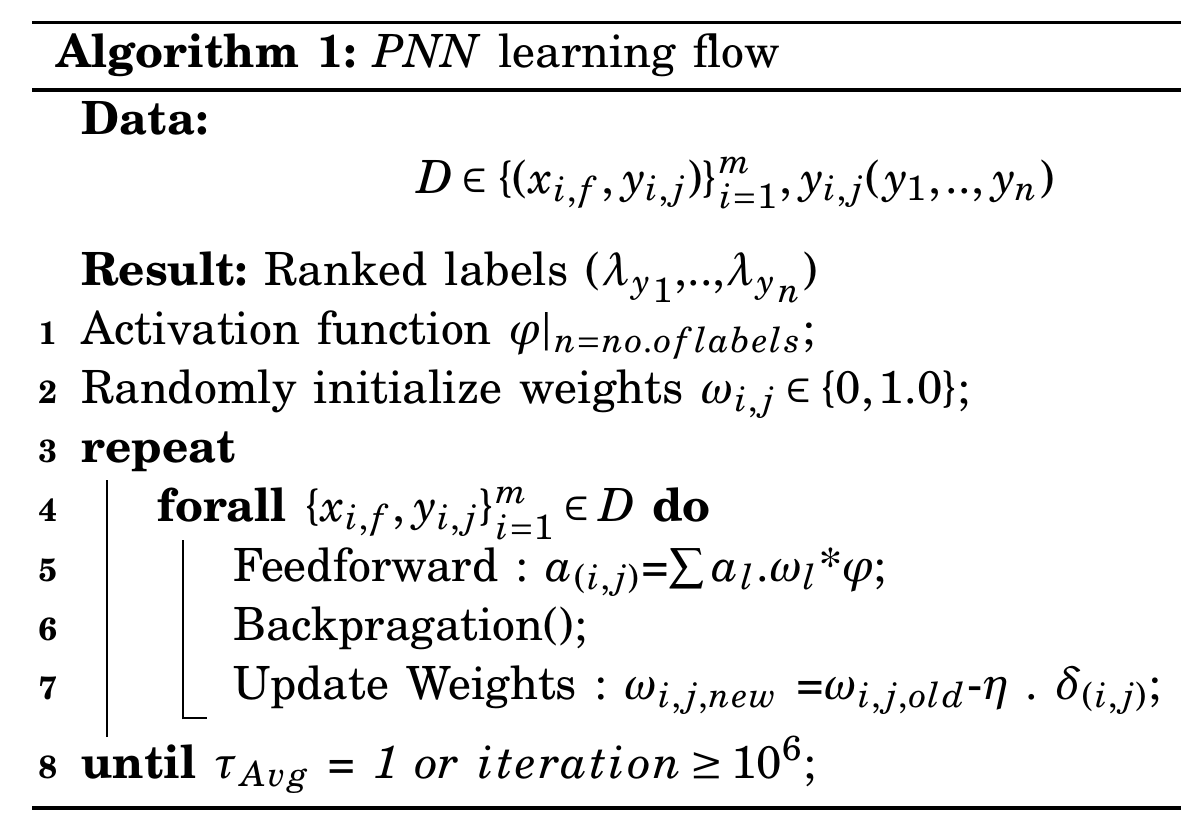 Algorithm 1: PNN learning flow
Data:
D ∈ {(x_{i,f}, y_{i,j})}_{i=1}^{m}, y_{i,j}(y_1,..,y_n)
Result: Ranked labels (λ_{y_1},..,λ_{y_n})
1 Activation function φ|_{n=no.oflabels};
2 Randomly initialize weights ω_{i,j} ∈ {0,1.0};
3 repeat
4 forall {x_{i,f}, y_{i,j}}_{i=1}^{m} ∈ D do
5 Feedforward : a_{(i,j)}=∑ a_l.ω_l*φ;
6 Backpragation();
7 Update Weights : ω_{i,j,new} =ω_{i,j,old}-η . δ_{(i,j)};
8 until τ_{Avg} = 1 or iteration ≥ 10^6;